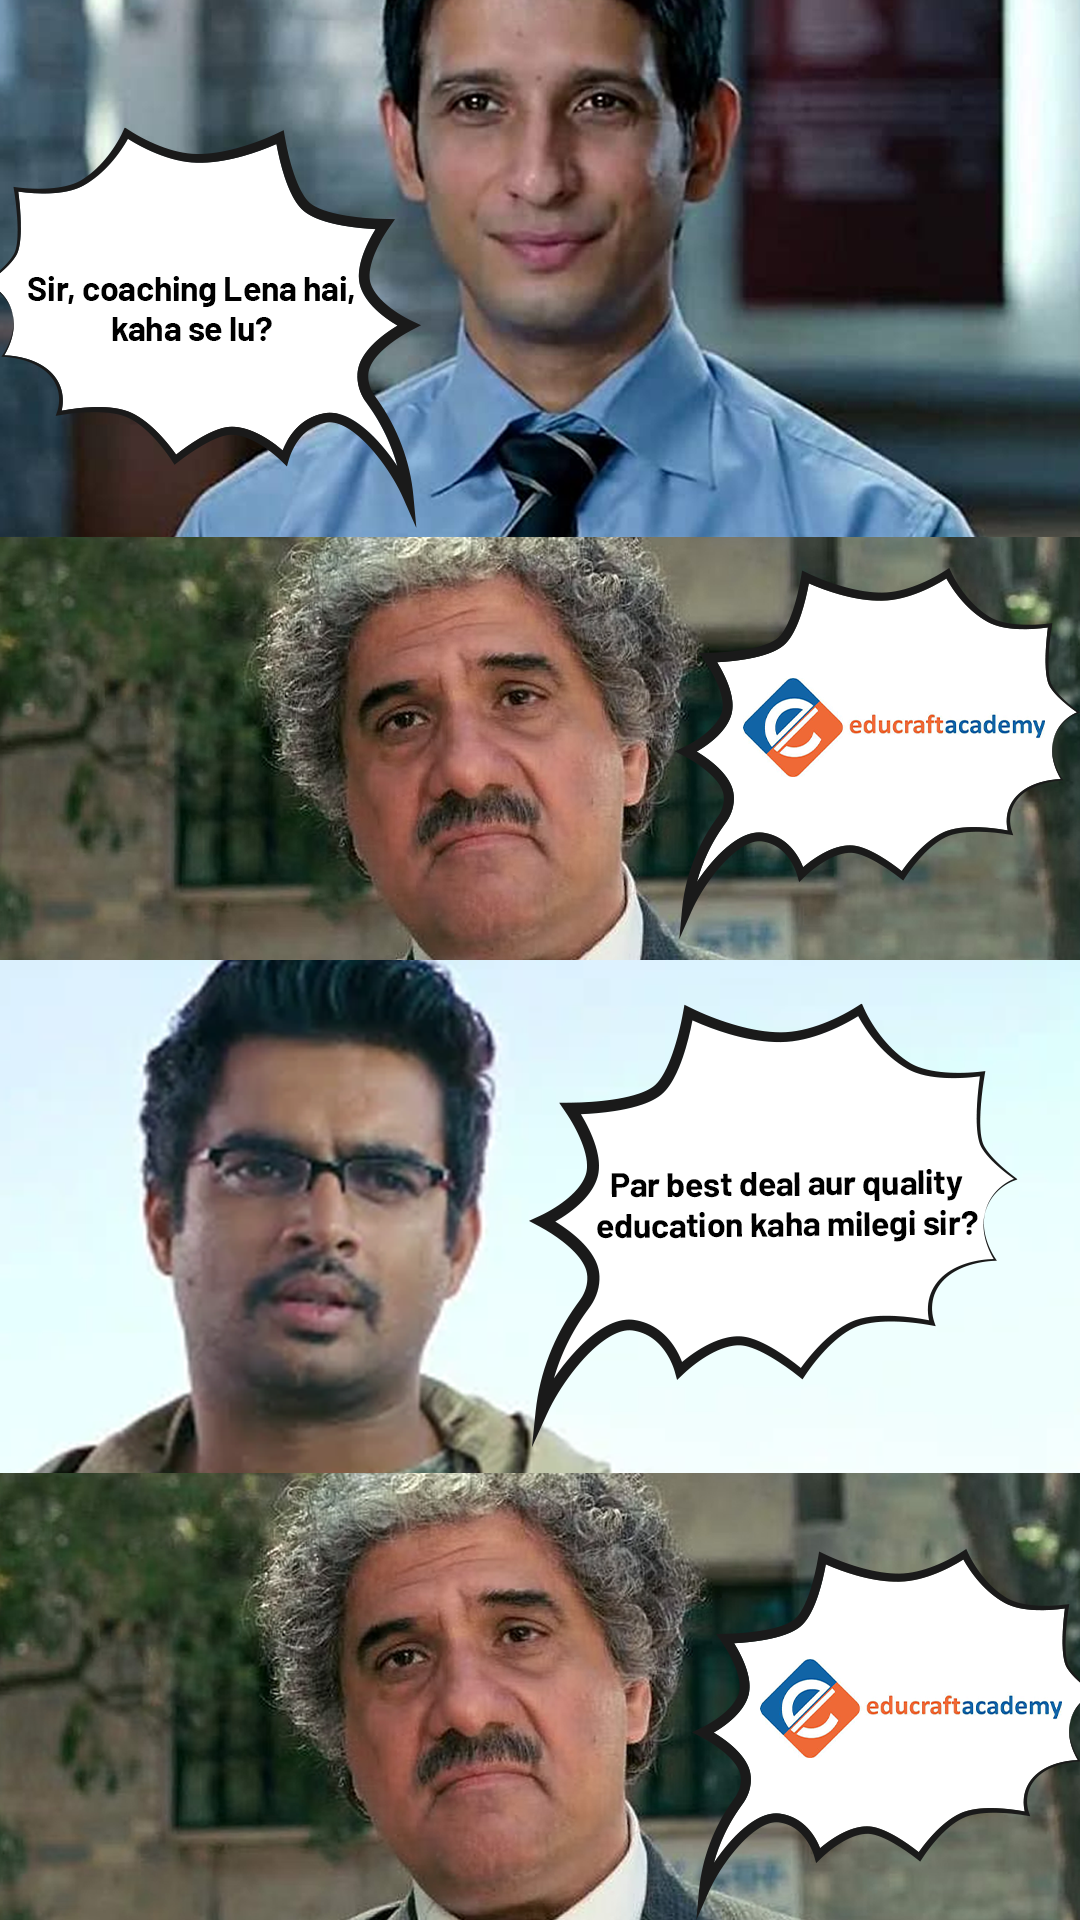 Sir, coaching Lena hai,
kaha se lu?
educraftacademy
Par best deal aur quality
education kaha milegi sir?
educraftacademy